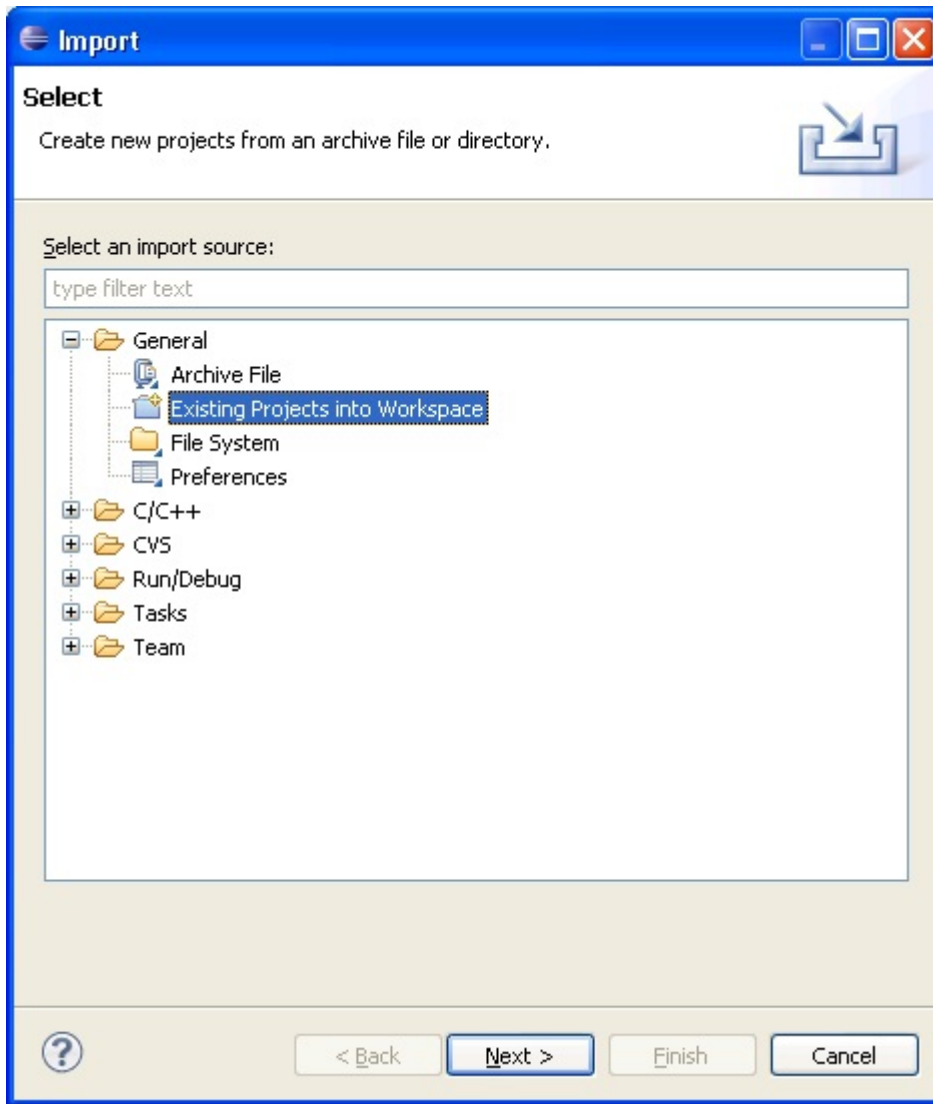 Import
Select
Create new projects from an archive file or directory.
Select an import source:
type filter text
General
Archive File
Existing Projects into Workspace
File System
Preferences
C/C++
CVS
Run/Debug
Tasks
Team
? < Back Next > Finish Cancel